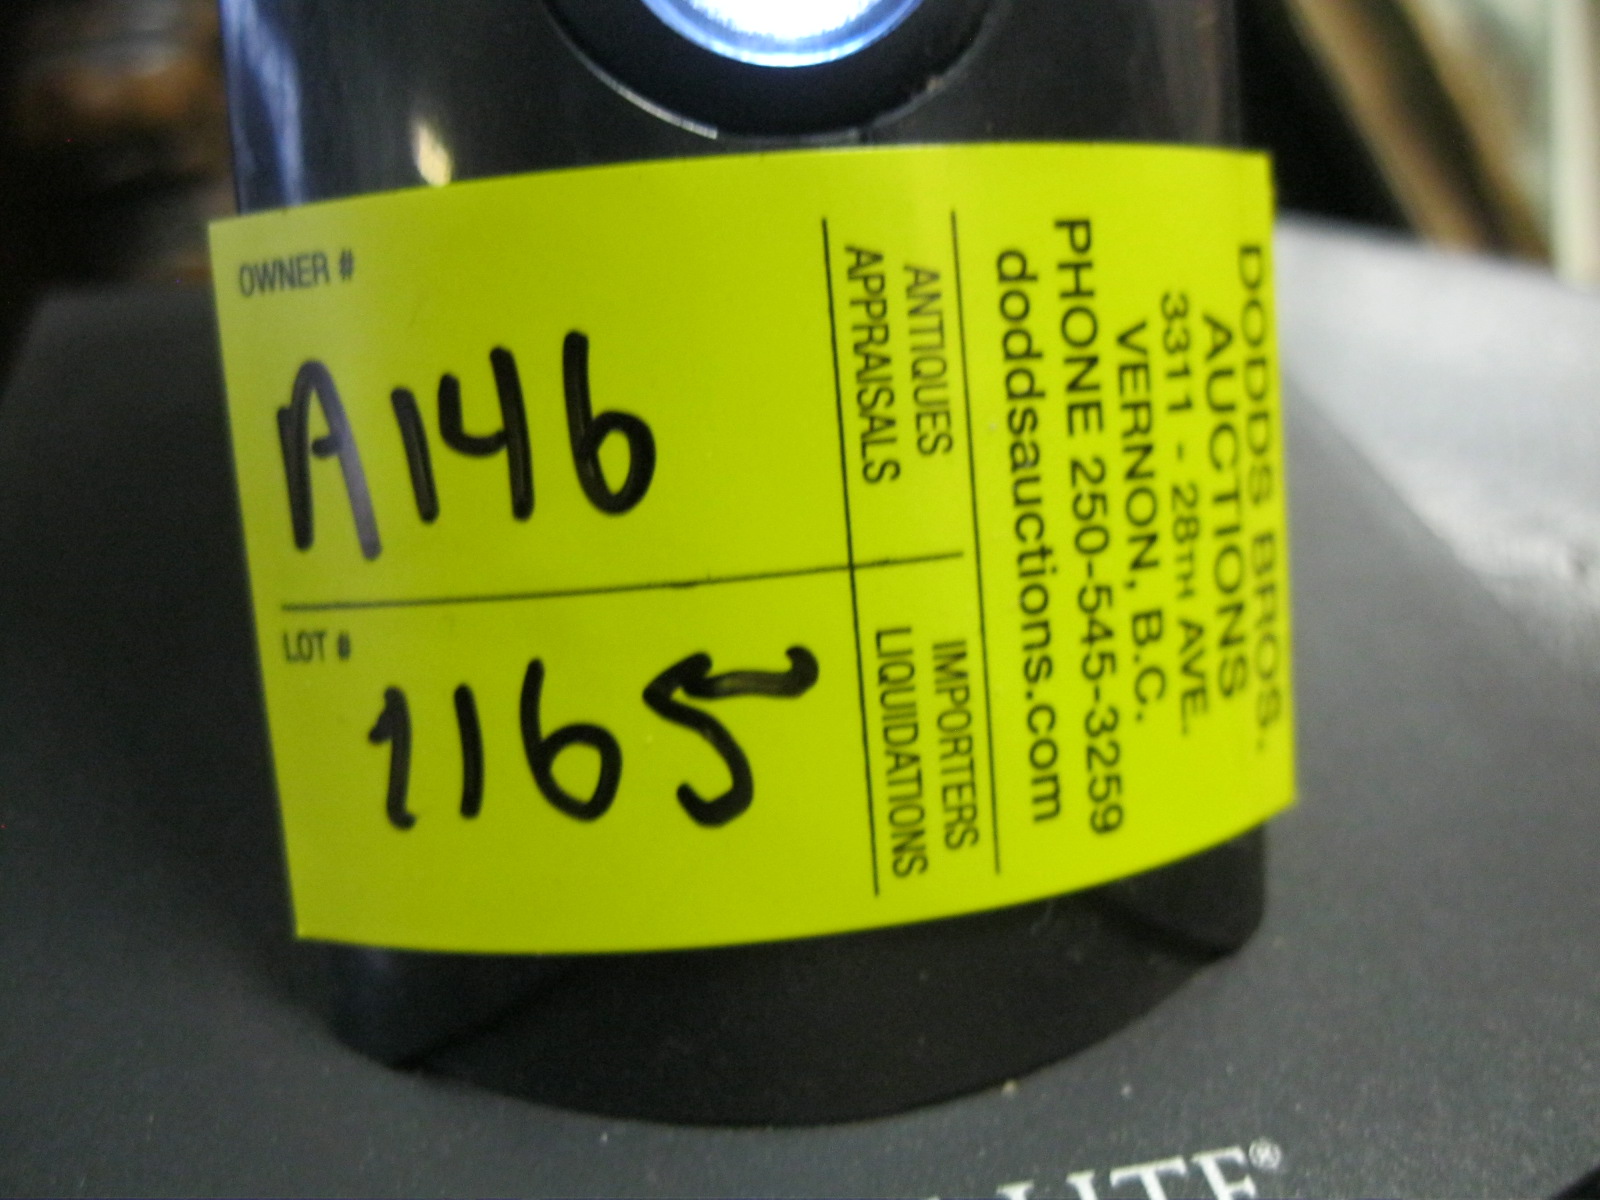 OWNER #
A146
LOT #
1165
DODDS BROS.
AUCTIONS
3311 - 28TH AVE.
VERNON, B.C.
PHONE 250-545-3259
doddsauctions.com
ANTIQUES
APPRAISALS
IMPORTERS
LIQUIDATIONS